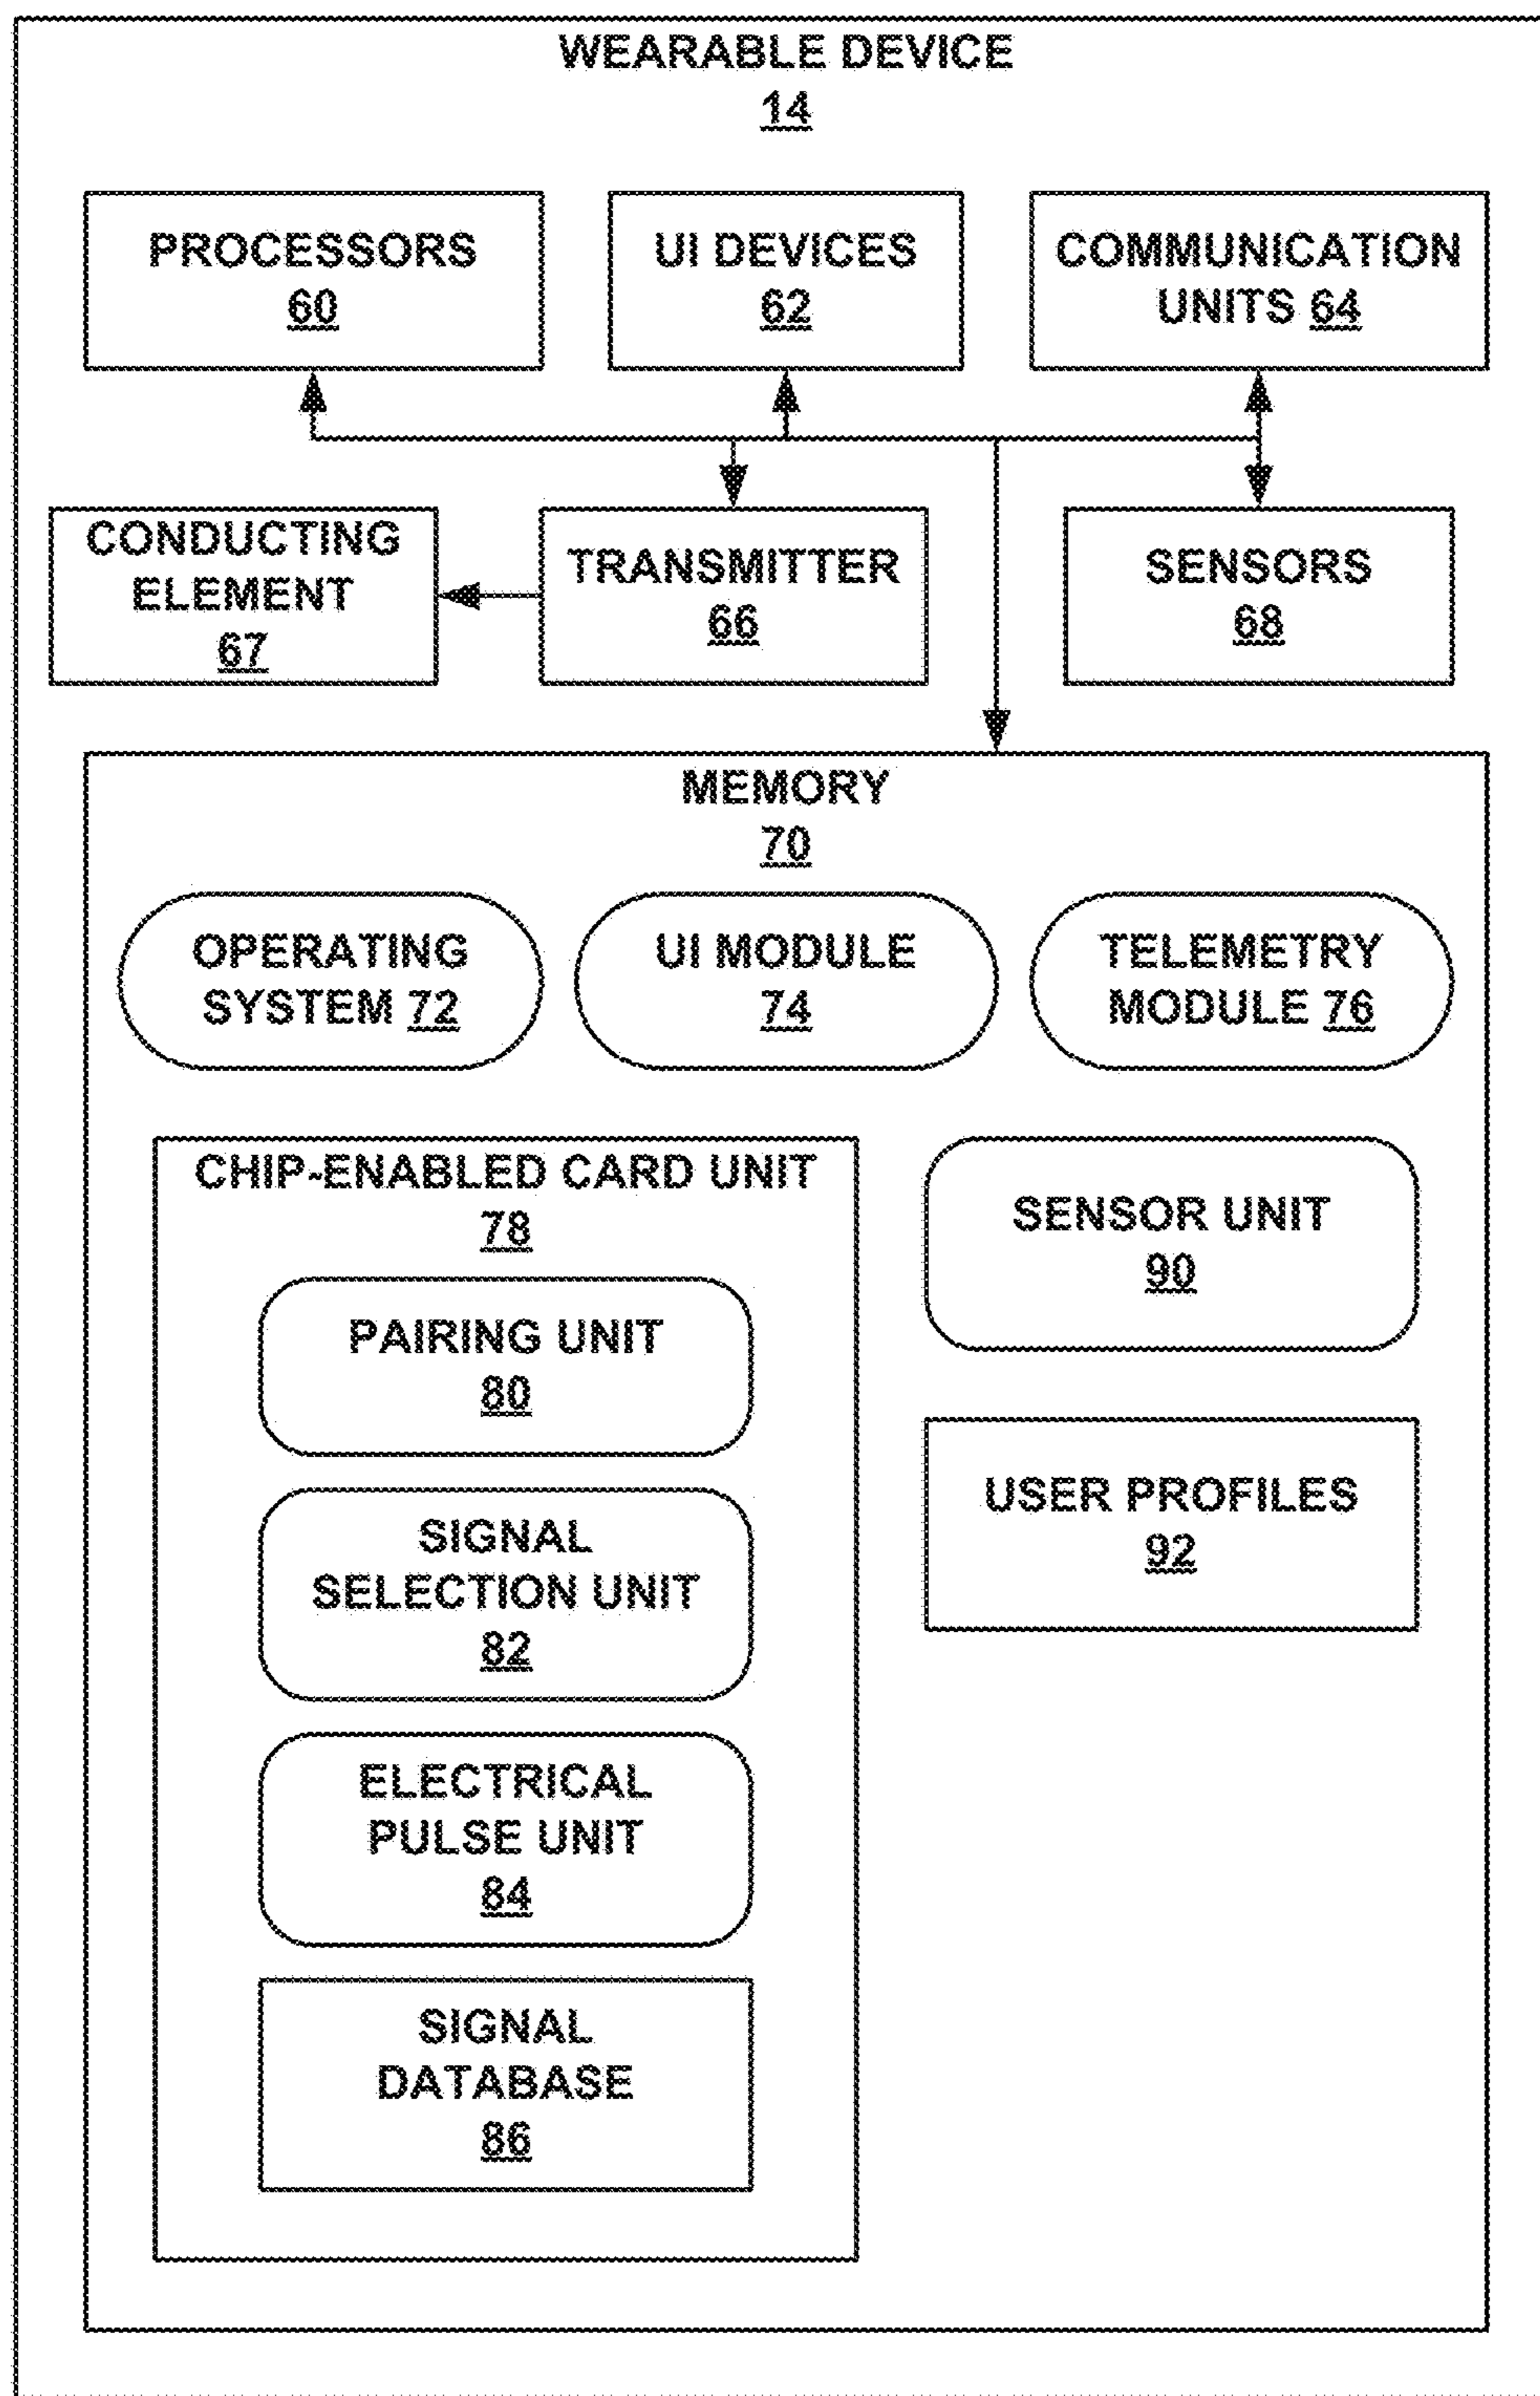 WEARABLE DEVICE
14
PROCESSORS
60
UI DEVICES
62
COMMUNICATION
UNITS 64
CONDUCTING
ELEMENT
67
TRANSMITTER
66
SENSORS
68
MEMORY
70
OPERATING
SYSTEM 72
UI MODULE
74
TELEMETRY
MODULE 76
CHIP-ENABLED CARD UNIT
78
PAIRING UNIT
80
SIGNAL
SELECTION UNIT
82
ELECTRICAL
PULSE UNIT
84
SIGNAL
DATABASE
86
SENSOR UNIT
90
USER PROFILES
92